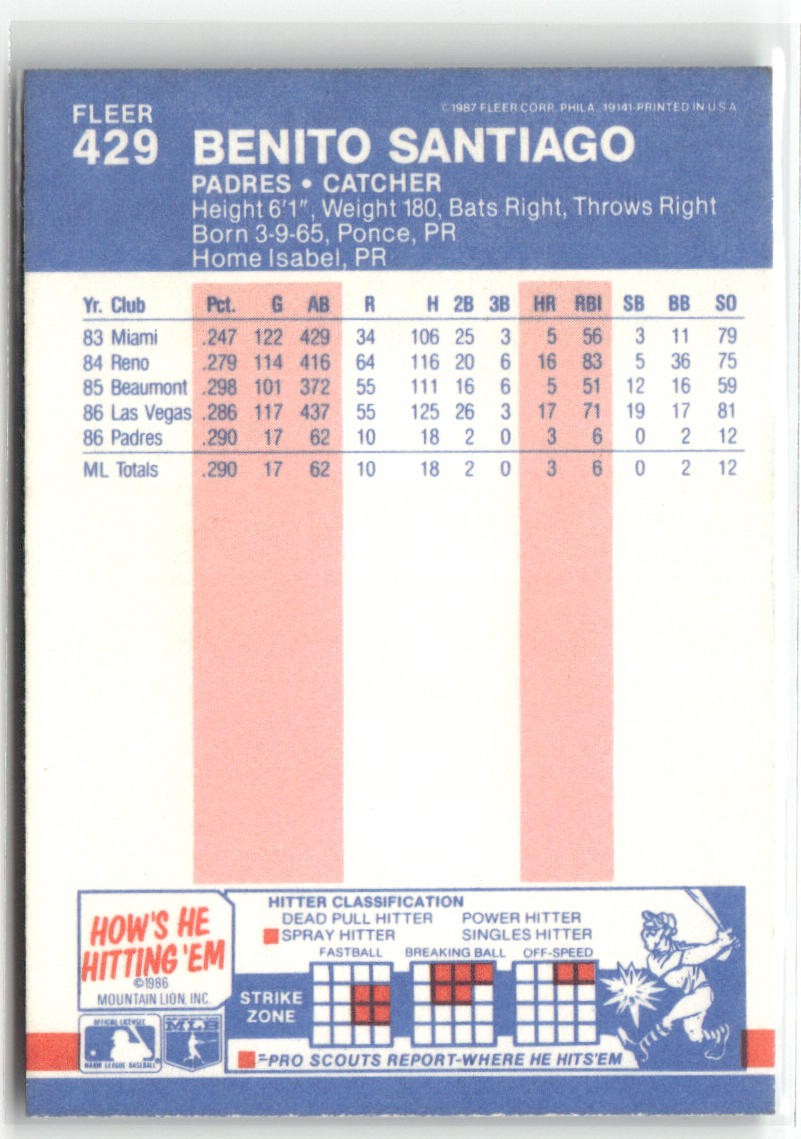 FLEER
©1987 FLEER CORP. PHILA. 19141-PRINTED IN U S A
429 BENITO SANTIAGO
PADRES • CATCHER
Height 6'1", Weight 180, Bats Right, Throws Right
Born 3-9-65, Ponce, PR
Home Isabel, PR
Yr. Club Pct. G AB R H 2B 3B HR RBI SB BB SO
83 Miami .247 122 429 34 106 25 3 5 56 3 11 79
84 Reno .279 114 416 64 116 20 6 16 83 5 36 75
85 Beaumont .298 101 372 55 111 16 6 5 51 12 16 59
86 Las Vegas .286 117 437 55 125 26 3 17 71 19 17 81
86 Padres .290 17 62 10 18 2 0 3 6 0 2 12
ML Totals .290 17 62 10 18 2 0 3 6 0 2 12
HOW'S HE
HITTING 'EM
©1986
MOUNTAIN LION, INC.
OFFICIAL LICENSEE
MAJOR LEAGUE BASEBALL
MLB
HITTER CLASSIFICATION
DEAD PULL HITTER POWER HITTER
SPRAY HITTER SINGLES HITTER
FASTBALL BREAKING BALL OFF-SPEED
STRIKE
ZONE
=PRO SCOUTS REPORT-WHERE HE HITS'EM